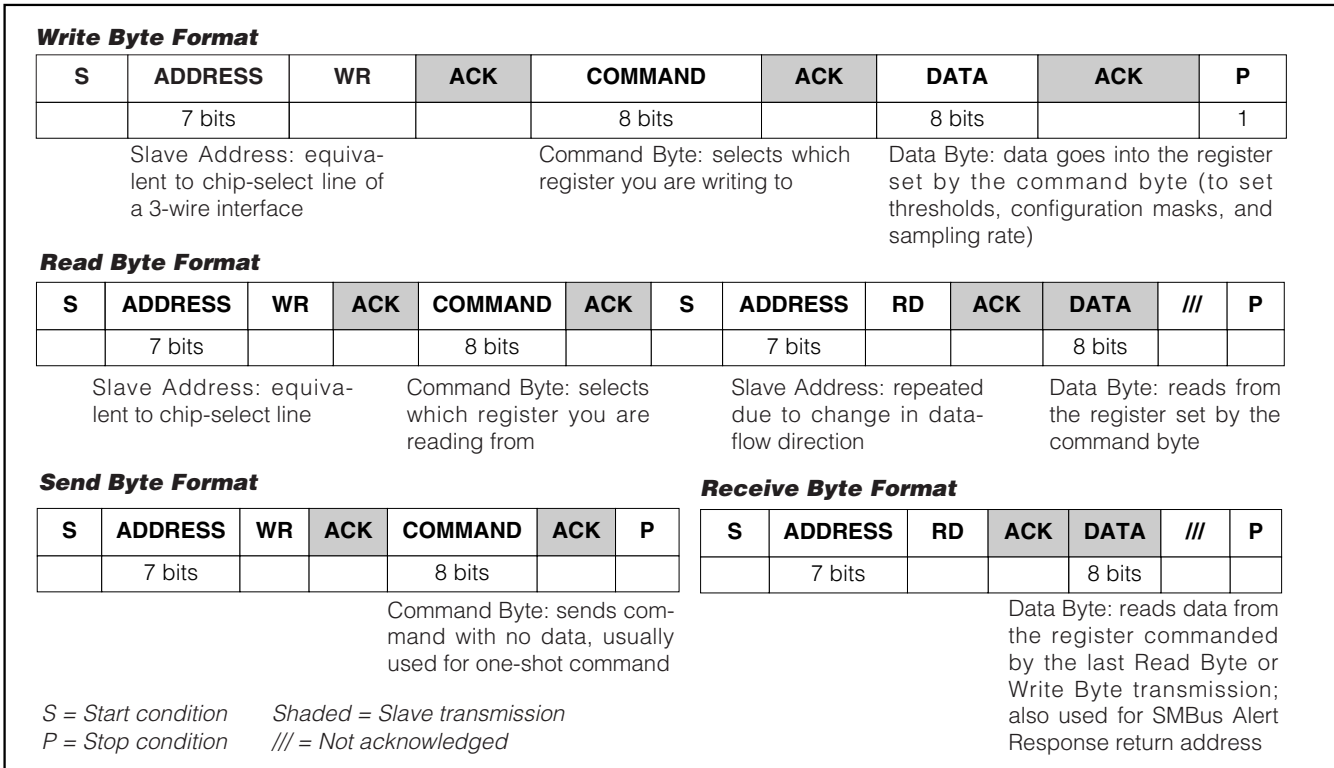 Write Byte Format
S ADDRESS WR ACK COMMAND ACK DATA ACK P
7 bits 8 bits 8 bits 1
Slave Address: equiva-
lent to chip-select line of
a 3-wire interface
Command Byte: selects which
register you are writing to
Data Byte: data goes into the register
set by the command byte (to set
thresholds, configuration masks, and
sampling rate)
Read Byte Format
S ADDRESS WR ACK COMMAND ACK S ADDRESS RD ACK DATA /// P
7 bits 8 bits 7 bits 8 bits
Slave Address: equiva-
lent to chip-select line
Command Byte: selects
which register you are
reading from
Slave Address: repeated
due to change in data-
flow direction
Data Byte: reads from
the register set by the
command byte
Send Byte Format
S ADDRESS WR ACK COMMAND ACK P
7 bits 8 bits
Command Byte: sends com-
mand with no data, usually
used for one-shot command
Receive Byte Format
S ADDRESS RD ACK DATA /// P
7 bits 8 bits
Data Byte: reads data from
the register commanded
by the last Read Byte or
Write Byte transmission;
also used for SMBus Alert
Response return address
S = Start condition Shaded = Slave transmission
P = Stop condition /// = Not acknowledged